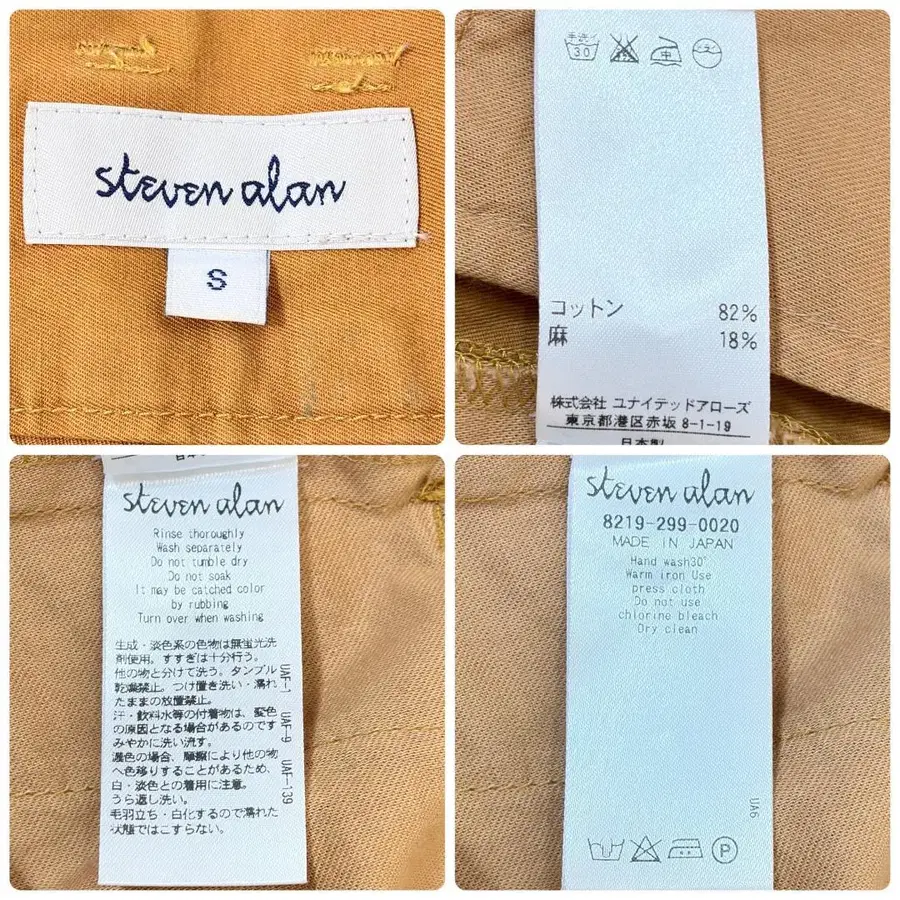 steven alan
S
手洗イ
30
中
エンソサラシ
コットン 82%
麻 18%
株式会社 ユナイテッドアローズ
東京都港区赤坂 8-1-19
日本製
steven alan
Rinse thoroughly
Wash separately
Do not tumble dry
Do not soak
It may be catched color
by rubbing
Turn over when washing
生成・淡色系の色物は無蛍光洗
剤使用。すすぎは十分行う。
他の物と分けて洗う。タンブル
乾燥禁止。つけ置き洗い・濡れ
たままの放置禁止。
汗・飲料水等の付着物は、変色
の原因となる場合があるのです
みやかに洗い流す。
濃色の場合、摩擦により他の物
へ色移りすることがあるため、
白・淡色との着用に注意。
うら返し洗い。
毛羽立ち・白化するので濡れた
状態ではこすらない。
UAF-1
UAF-9
UAF-139
steven alan
8219-299-0020
MADE IN JAPAN
Hand wash30°
Warm iron Use
press cloth
Do not use
chlorine bleach
Dry clean
UA6
P